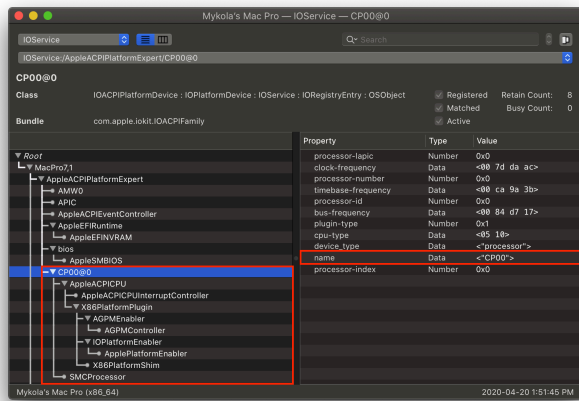 Mykola's Mac Pro — IOService — CP00@0
IOService
Search
IOService:/AppleACPIPlatformExpert/CP00@0
CP00@0
Class IOACPIPlatformDevice : IOPlatformDevice : IOService : IORegistryEntry : OSObject Registered Retain Count: 8
Matched Busy Count: 0
Bundle com.apple.iokit.IOACPIFamily Active
Property Type Value
Root
MacPro7,1
AppleACPIPlatformExpert
AMW0
APIC
AppleACPIEventController
AppleEFIRuntime
AppleEFINVRAM
bios
AppleSMBIOS
CP00@0
AppleACPICPU
AppleACPICPUInterruptController
X86PlatformPlugin
AGPMEnabler
AGPMController
IOPlatformEnabler
ApplePlatformEnabler
X86PlatformShim
SMCProcessor
processor-lapic Number 0x0
clock-frequency Data <00 7d da ac>
processor-number Number 0x0
timebase-frequency Data <00 ca 9a 3b>
processor-id Number 0x0
bus-frequency Data <00 84 d7 17>
plugin-type Number 0x1
cpu-type Data <05 10>
device_type Data <"processor">
name Data <"CP00">
processor-index Number 0x0
Mykola's Mac Pro (x86_64) 2020-04-20 1:51:45 PM